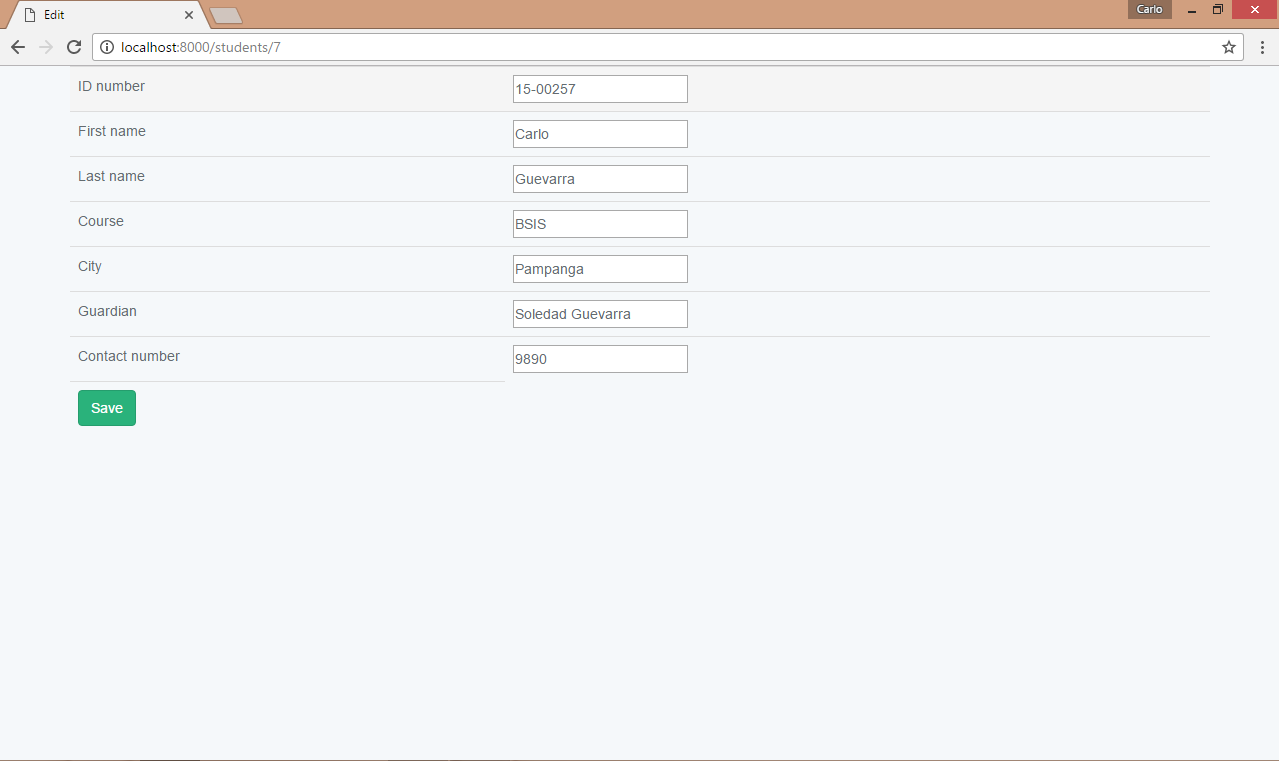 Edit
Carlo
localhost:8000/students/7
ID number 15-00257
First name Carlo
Last name Guevarra
Course BSIS
City Pampanga
Guardian Soledad Guevarra
Contact number 9890
Save